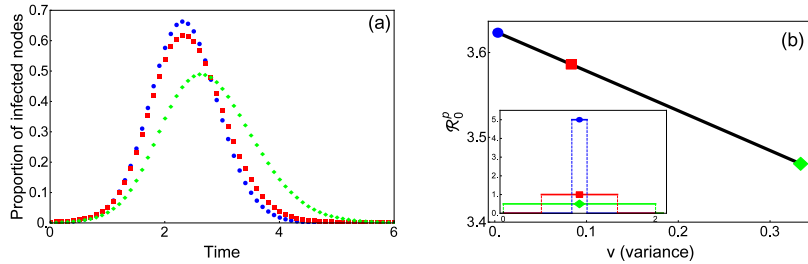 (a)
Proportion of infected nodes
0.7
0.6
0.5
0.4
0.3
0.2
0.1
0.
0. 2 4 6
Time
(b)
ℛ₀ᵖ
3.6
3.5
3.4
0. 0.1 0.2 0.3
v (variance)
5
4
3
2
1
0
0 2